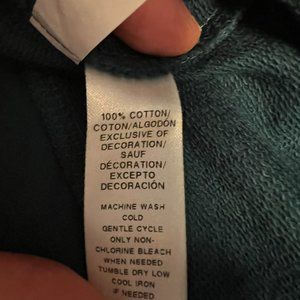 100% COTTON/
COTON/ALGODÓN
EXCLUSIVE OF
DECORATION/
SAUF
DÉCORATION/
EXCEPTO
DECORACIÓN
MACHINE WASH
COLD
GENTLE CYCLE
ONLY NON-
CHLORINE BLEACH
WHEN NEEDED
TUMBLE DRY LOW
COOL IRON
IF NEEDED